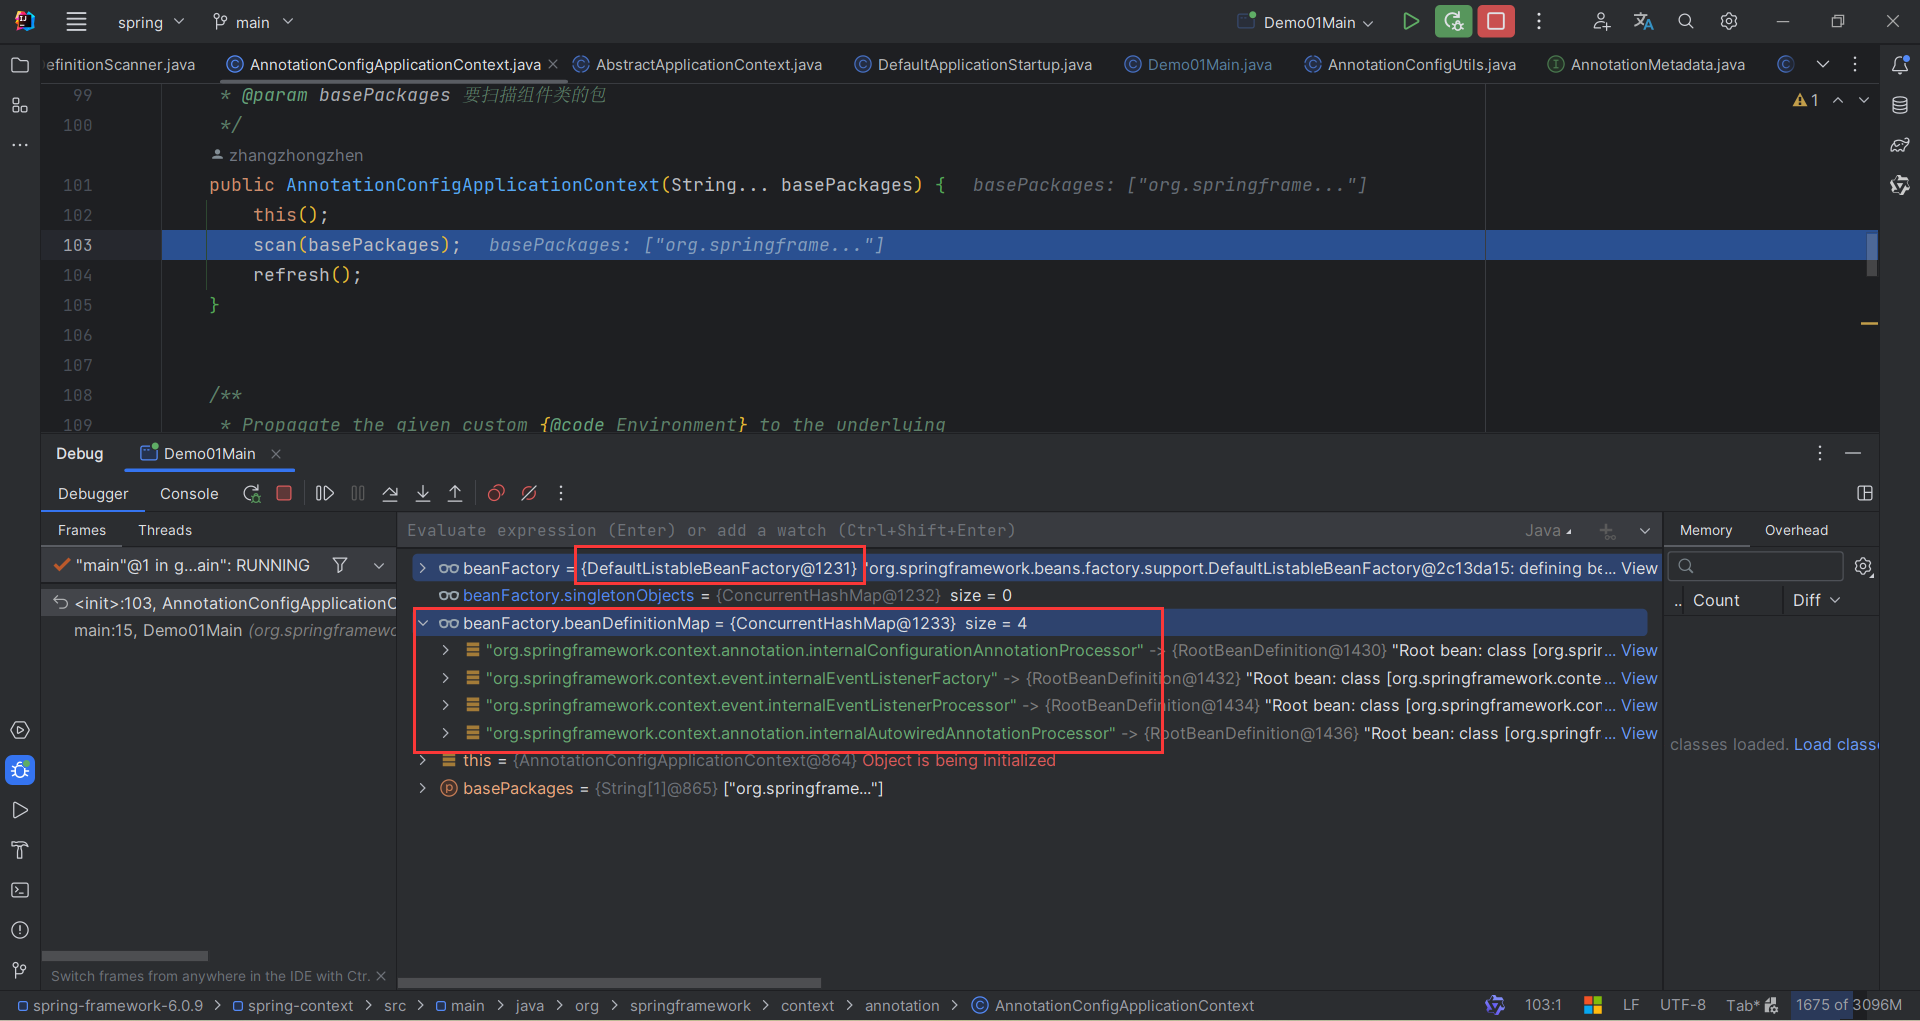 spring main Demo01Main
efinitionScanner.java AnnotationConfigApplicationContext.java AbstractApplicationContext.java DefaultApplicationStartup.java Demo01Main.java AnnotationConfigUtils.java AnnotationMetadata.java
99 * @param basePackages 要扫描组件类的包
1
100 */
zhangzhongzhen
101 public AnnotationConfigApplicationContext(String... basePackages) { basePackages: ["org.springframe..."]
102 this();
103 scan(basePackages); basePackages: ["org.springframe..."]
104 refresh();
105 }
106
107
108 /**
109 * Propagate the given custom {@code Environment} to the underlying
Debug Demo01Main
Debugger Console
Frames Threads
Evaluate expression (Enter) or add a watch (Ctrl+Shift+Enter) Java
Memory Overhead
"main"@1 in g...ain": RUNNING
<init>:103, AnnotationConfigApplicationC
main:15, Demo01Main (org.springframewo
beanFactory = {DefaultListableBeanFactory@1231} "org.springframework.beans.factory.support.DefaultListableBeanFactory@2c13da15: defining be... View
beanFactory.singletonObjects = {ConcurrentHashMap@1232} size = 0
beanFactory.beanDefinitionMap = {ConcurrentHashMap@1233} size = 4
"org.springframework.context.annotation.internalConfigurationAnnotationProcessor" -> {RootBeanDefinition@1430} "Root bean: class [org.sprir... View
"org.springframework.context.event.internalEventListenerFactory" -> {RootBeanDefinition@1432} "Root bean: class [org.springframework.conte... View
"org.springframework.context.event.internalEventListenerProcessor" -> {RootBeanDefinition@1434} "Root bean: class [org.springframework.con... View
"org.springframework.context.annotation.internalAutowiredAnnotationProcessor" -> {RootBeanDefinition@1436} "Root bean: class [org.springfr... View
this = {AnnotationConfigApplicationContext@864} Object is being initialized
basePackages = {String[1]@865} ["org.springframe..."]
.. Count Diff
classes loaded. Load classe
Switch frames from anywhere in the IDE with Ctr.
spring-framework-6.0.9 > spring-context > src > main > java > org > springframework > context > annotation > AnnotationConfigApplicationContext
103:1 LF UTF-8 Tab* 1675 of 3096M